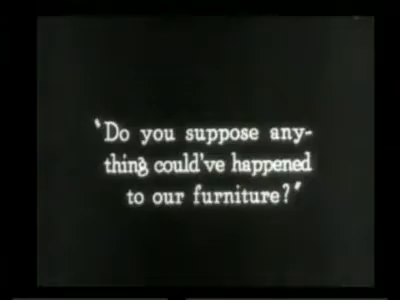 "Do you suppose any-
thing could've happened
to our furniture?"